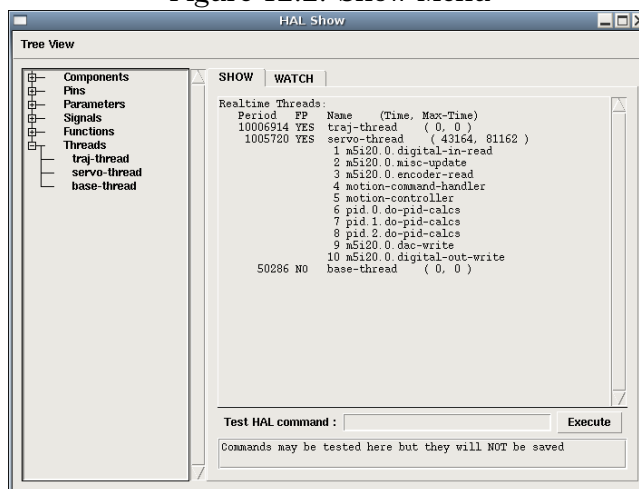 Figure 12.2: Show Menu
HAL Show
Tree View
Components
Pins
Parameters
Signals
Functions
Threads
traj-thread
servo-thread
base-thread
SHOW WATCH
Realtime Threads:
Period FP Name (Time, Max-Time)
10006914 YES traj-thread ( 0, 0 )
1005720 YES servo-thread ( 43164, 81162 )
1 m5i20.0.digital-in-read
2 m5i20.0.misc-update
3 m5i20.0.encoder-read
4 motion-command-handler
5 motion-controller
6 pid.0.do-pid-calcs
7 pid.1.do-pid-calcs
8 pid.2.do-pid-calcs
9 m5i20.0.dac-write
10 m5i20.0.digital-out-write
50286 NO base-thread ( 0, 0 )
Test HAL command :
Execute
Commands may be tested here but they will NOT be saved